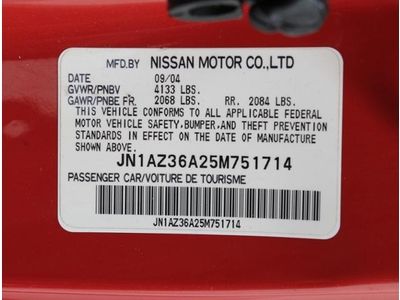 MFD.BY NISSAN MOTOR CO.,LTD
DATE 09/04
GVWR/PNBV 4133 LBS.
GAWR/PNBE FR. 2068 LBS. RR. 2084 LBS.
THIS VEHICLE CONFORMS TO ALL APPLICABLE FEDERAL
MOTOR VEHICLE SAFETY,BUMPER,AND THEFT PREVENTION
STANDARDS IN EFFECT ON THE DATE OF MANUFACTURE
SHOWN ABOVE.
JN1AZ36A25M751714
PASSENGER CAR/VOITURE DE TOURISME
JN1AZ36A25M751714